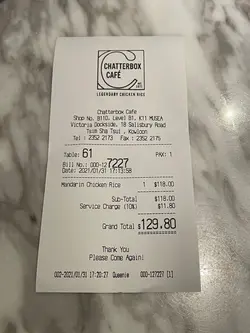 CHATTERBOX
CAFÉ
LEGENDARY CHICKEN RICE
Chatterbox Cafe
Shop No. B110, Level B1, K11 MUSEA
Victoria Dockside, 18 Salisbury Road
Tsim Sha Tsui , Kowloon
Tel : 2352 2173 Fax : 2352 2175
Table: 61 PAX: 1
Bill No.: 000-127227
Date: 2021/01/31 17:13:58
Mandarin Chicken Rice 1 $118.00
Sub-Total $118.00
Service Charge (10%) $11.80
Grand Total $129.80
Thank You
Please Come Again!
002-2021/01/31 17:20:27 Queenie 000-127227 [1]